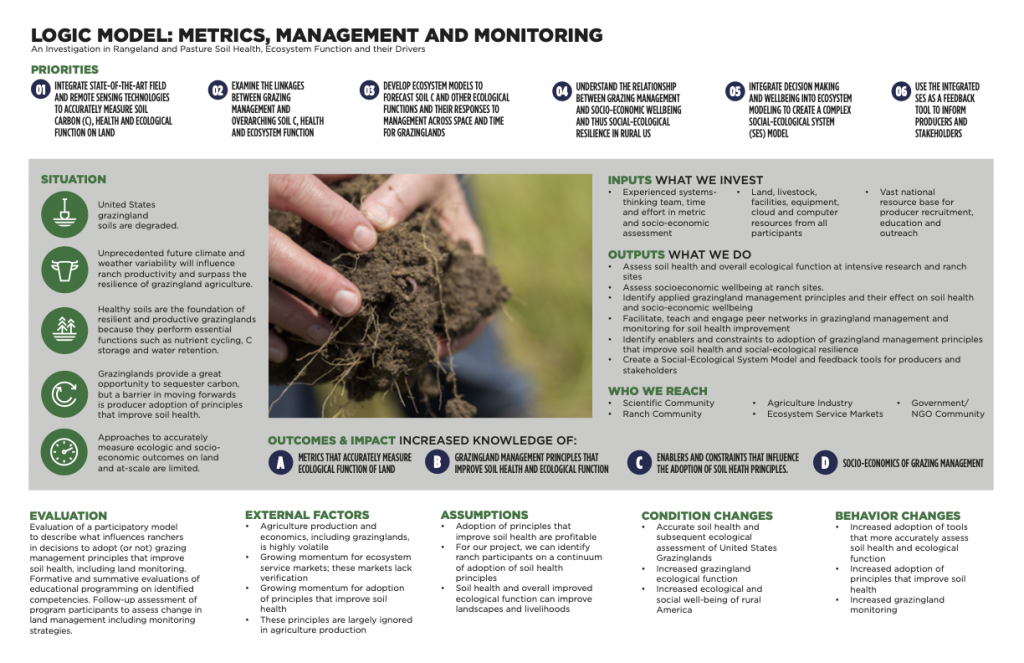 LOGIC MODEL: METRICS, MANAGEMENT AND MONITORING
An Investigation in Rangeland and Pasture Soil Health, Ecosystem Function and their Drivers
PRIORITIES
01
INTEGRATE STATE-OF-THE-ART FIELD
AND REMOTE SENSING TECHNOLOGIES
TO ACCURATELY MEASURE SOIL
CARBON (C), HEALTH AND ECOLOGICAL
FUNCTION ON LAND
02
EXAMINE THE LINKAGES
BETWEEN GRAZING
MANAGEMENT AND
OVERARCHING SOIL C, HEALTH
AND ECOSYSTEM FUNCTION
03
DEVELOP ECOSYSTEM MODELS TO
FORECAST SOIL C AND OTHER ECOLOGICAL
FUNCTIONS AND THEIR RESPONSES TO
MANAGEMENT ACROSS SPACE AND TIME
FOR GRAZINGLANDS
04
UNDERSTAND THE RELATIONSHIP
BETWEEN GRAZING MANAGEMENT
AND SOCIO-ECONOMIC WELLBEING
AND THUS SOCIAL-ECOLOGICAL
RESILIENCE IN RURAL US
05
INTEGRATE DECISION MAKING
AND WELLBEING INTO ECOSYSTEM
MODELING TO CREATE A COMPLEX
SOCIAL-ECOLOGICAL SYSTEM
(SES) MODEL
06
USE THE INTEGRATED
SES AS A FEEDBACK
TOOL TO INFORM
PRODUCERS AND
STAKEHOLDERS
SITUATION
United States
grazingland
soils are degraded.
Unprecedented future climate and
weather variability will influence
ranch productivity and surpass the
resilience of grazingland agriculture.
Healthy soils are the foundation of
resilient and productive grazinglands
because they perform essential
functions such as nutrient cycling, C
storage and water retention.
Grazinglands provide a great
opportunity to sequester carbon,
but a barrier in moving forwards
is producer adoption of principles
that improve soil health.
Approaches to accurately
measure ecologic and socio-
economic outcomes on land
and at-scale are limited.
INPUTS WHAT WE INVEST
• Experienced systems-
thinking team, time
and effort in metric
and socio-economic
assessment
• Land, livestock,
facilities, equipment,
cloud and computer
resources from all
participants
• Vast national
resource base for
producer recruitment,
education and
outreach
OUTPUTS WHAT WE DO
• Assess soil health and overall ecological function at intensive research and ranch
sites
• Assess socioeconomic wellbeing at ranch sites.
• Identify applied grazingland management principles and their effect on soil health
and socio-economic wellbeing
• Facilitate, teach and engage peer networks in grazingland management and
monitoring for soil health improvement
• Identify enablers and constraints to adoption of grazingland management principles
that improve soil health and social-ecological resilience
• Create a Social-Ecological System Model and feedback tools for producers and
stakeholders
WHO WE REACH
• Scientific Community
• Ranch Community
• Agriculture Industry
• Ecosystem Service Markets
• Government/
NGO Community
OUTCOMES & IMPACT INCREASED KNOWLEDGE OF:
A
METRICS THAT ACCURATELY MEASURE
ECOLOGICAL FUNCTION OF LAND
B
GRAZINGLAND MANAGEMENT PRINCIPLES THAT
IMPROVE SOIL HEALTH AND ECOLOGICAL FUNCTION
C
ENABLERS AND CONSTRAINTS THAT INFLUENCE
THE ADOPTION OF SOIL HEATH PRINCIPLES.
D
SOCIO-ECONOMICS OF GRAZING MANAGEMENT
EVALUATION
Evaluation of a participatory model
to describe what influences ranchers
in decisions to adopt (or not) grazing
management principles that improve
soil health, including land monitoring.
Formative and summative evaluations of
educational programming on identified
competencies. Follow-up assessment of
program participants to assess change in
land management including monitoring
strategies.
EXTERNAL FACTORS
• Agriculture production and
economics, including grazinglands,
is highly volatile
• Growing momentum for ecosystem
service markets; these markets lack
verification
• Growing momentum for adoption
of principles that improve soil
health
• These principles are largely ignored
in agriculture production
ASSUMPTIONS
• Adoption of principles that
improve soil health are profitable
• For our project, we can identify
ranch participants on a continuum
of adoption of soil health
principles
• Soil health and overall improved
ecological function can improve
landscapes and livelihoods
CONDITION CHANGES
• Accurate soil health and
subsequent ecological
assessment of United States
Grazinglands
• Increased grazingland
ecological function
• Increased ecological and
social well-being of rural
America
BEHAVIOR CHANGES
• Increased adoption of tools
that more accurately assess
soil health and ecological
function
• Increased adoption of
principles that improve soil
health
• Increased grazingland
monitoring